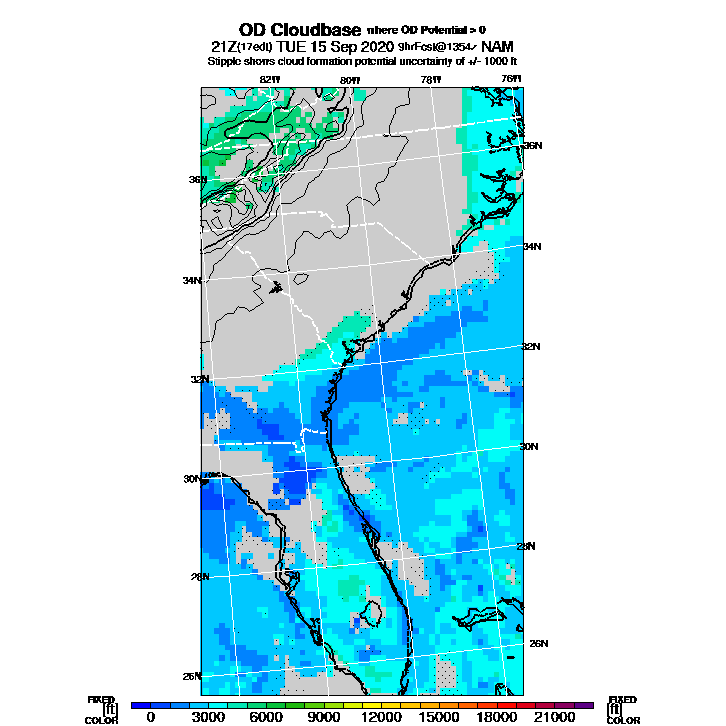 OD Cloudbase where OD Potential > 0
21Z(17edt) TUE 15 Sep 2020 9hrFcst@1354z NAM
Stipple shows cloud formation potential uncertainty of +/- 1000 ft
82W 80W 78W 76W
36N
36N
34N
34N
32N
32N
30N
30N
28N
28N
26N
26N
FIXED FIXED
[ft] 0 3000 6000 9000 12000 15000 18000 21000 [ft]
COLOR COLOR